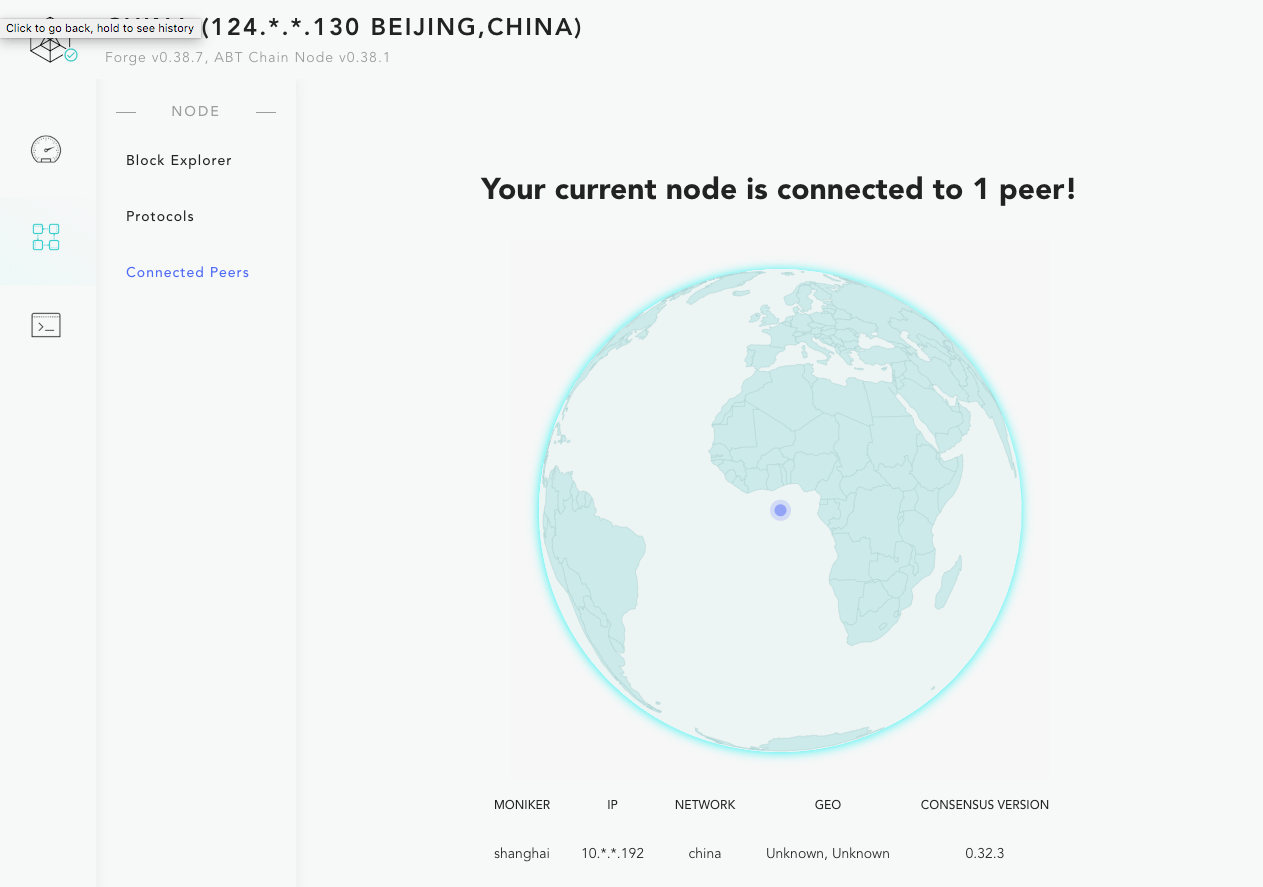 Click to go back, hold to see history
(124.*.*.130 BEIJING,CHINA)
Forge v0.38.7, ABT Chain Node v0.38.1
NODE
Block Explorer
Protocols
Connected Peers
Your current node is connected to 1 peer!
MONIKER IP NETWORK GEO CONSENSUS VERSION
shanghai 10.*.*.192 china Unknown, Unknown 0.32.3